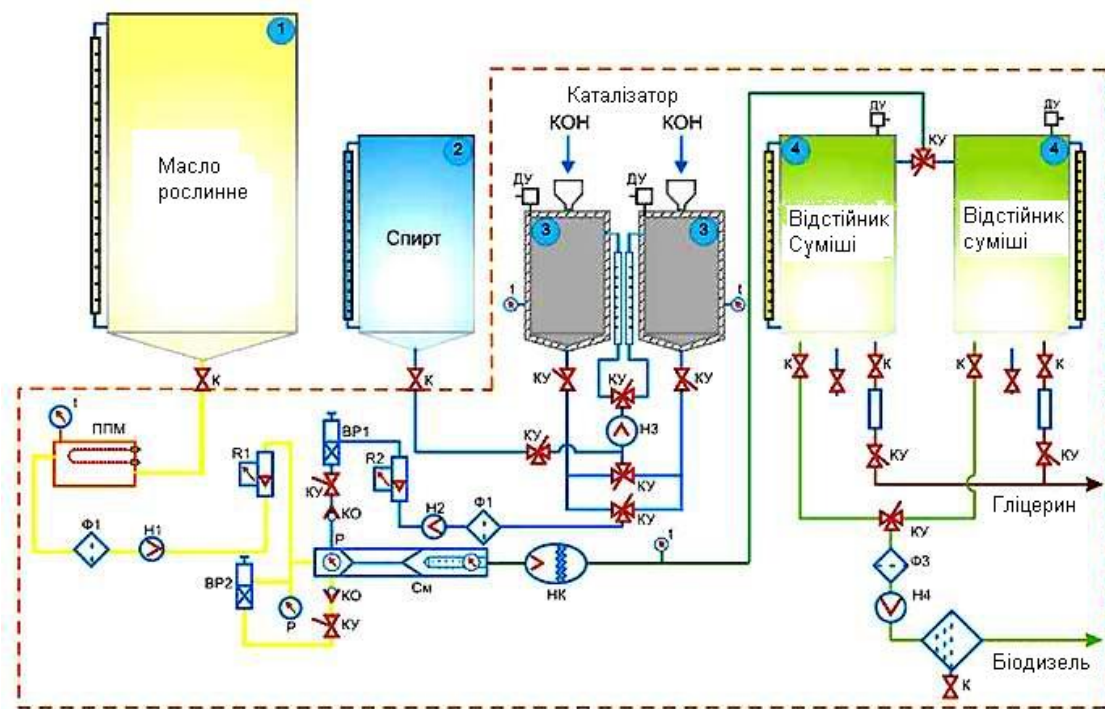 1
Масло
рослинне
2
Спирт
Каталізатор
КОН
КОН
ДУ
ДУ
3
3
t
t
ДУ
ДУ
КУ
4
4
Відстійник
Суміші
Відстійник
суміші
К
К
КУ
КУ
КУ
К
К
К
К
t
ППМ
R1
ВР1
R2
КУ
Н3
КУ
КУ
КУ
КУ
КУ
Гліцерин
КУ
КО
Ф1
Н1
Н2
Ф1
Р
ВР2
См
НК
t
Ф3
КО
Р
КУ
Н4
Біодизель
К